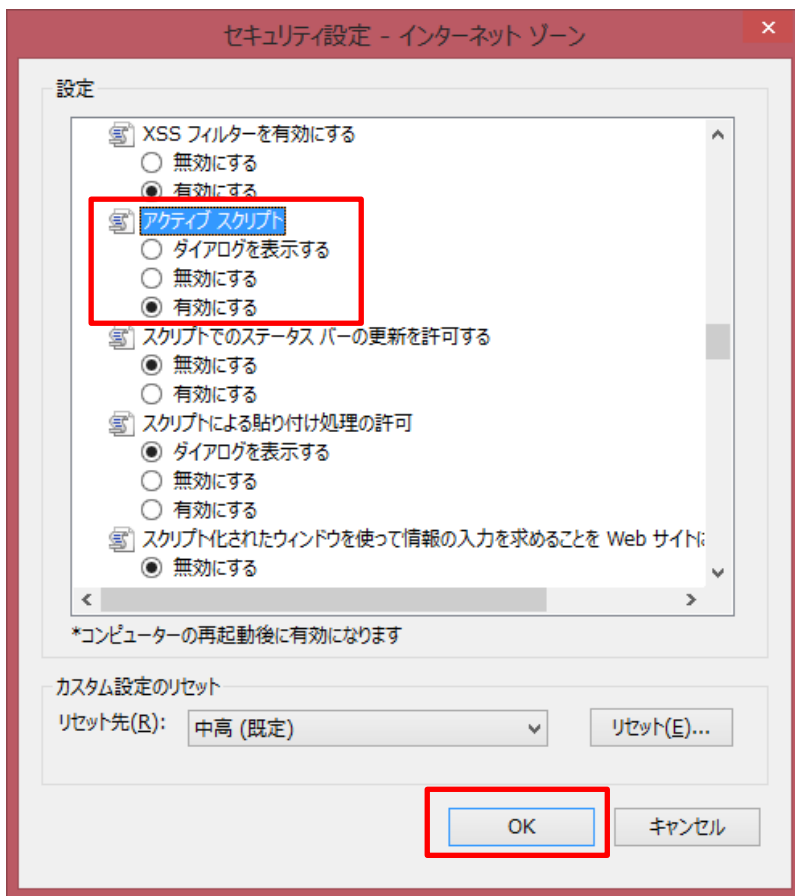 セキュリティ設定 - インターネット ゾーン
設定
XSS フィルターを有効にする
無効にする
有効にする
アクティブ スクリプト
ダイアログを表示する
無効にする
有効にする
スクリプトでのステータス バーの更新を許可する
無効にする
有効にする
スクリプトによる貼り付け処理の許可
ダイアログを表示する
無効にする
有効にする
スクリプト化されたウィンドウを使って情報の入力を求めることを Web サイトに
無効にする
*コンピューターの再起動後に有効になります
カスタム設定のリセット
リセット先(R): 中高 (既定) リセット(E)...
OK キャンセル